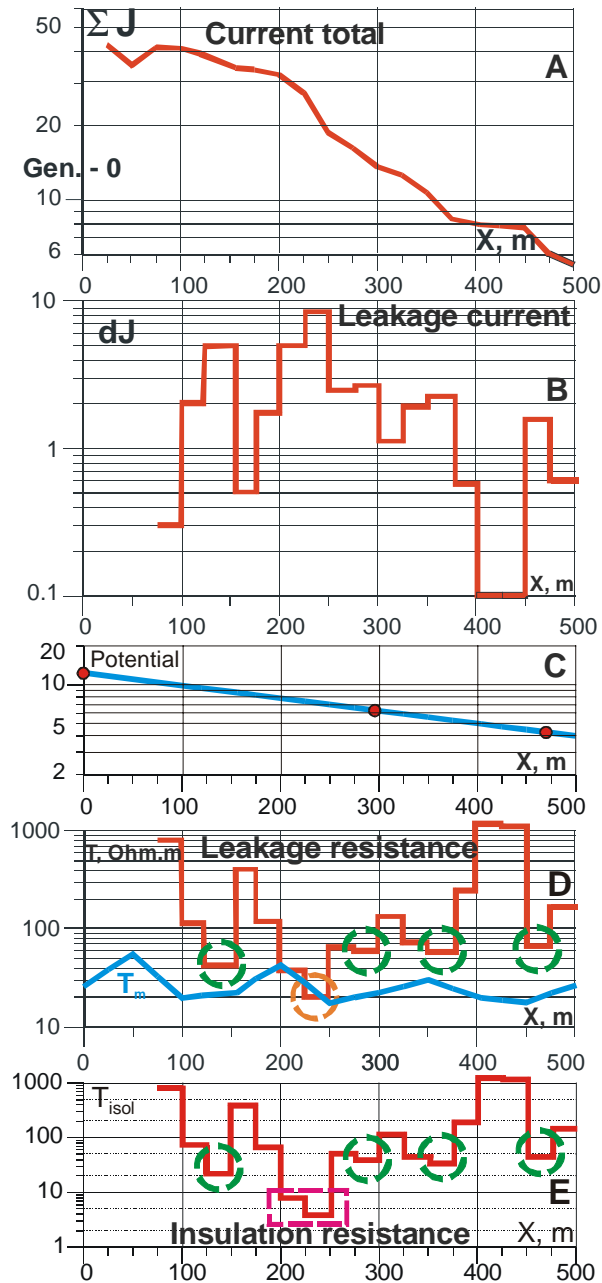 50
Σ J
Current total
A
20
Gen. - 0
10
X, m
6
0 100 200 300 400 500
10
dJ
Leakage current
B
1
0.1
X, m
0 100 200 300 400 500
20
Potential
C
10
5
2
X, m
0 100 200 300 400 500
1000
T, Ohm.m
Leakage resistance
D
100
Tm
10
X, m
0 100 200 300 400 500
1000
Tisol
100
10
E
Insulation resistance
X, m
1
0 100 200 300 400 500